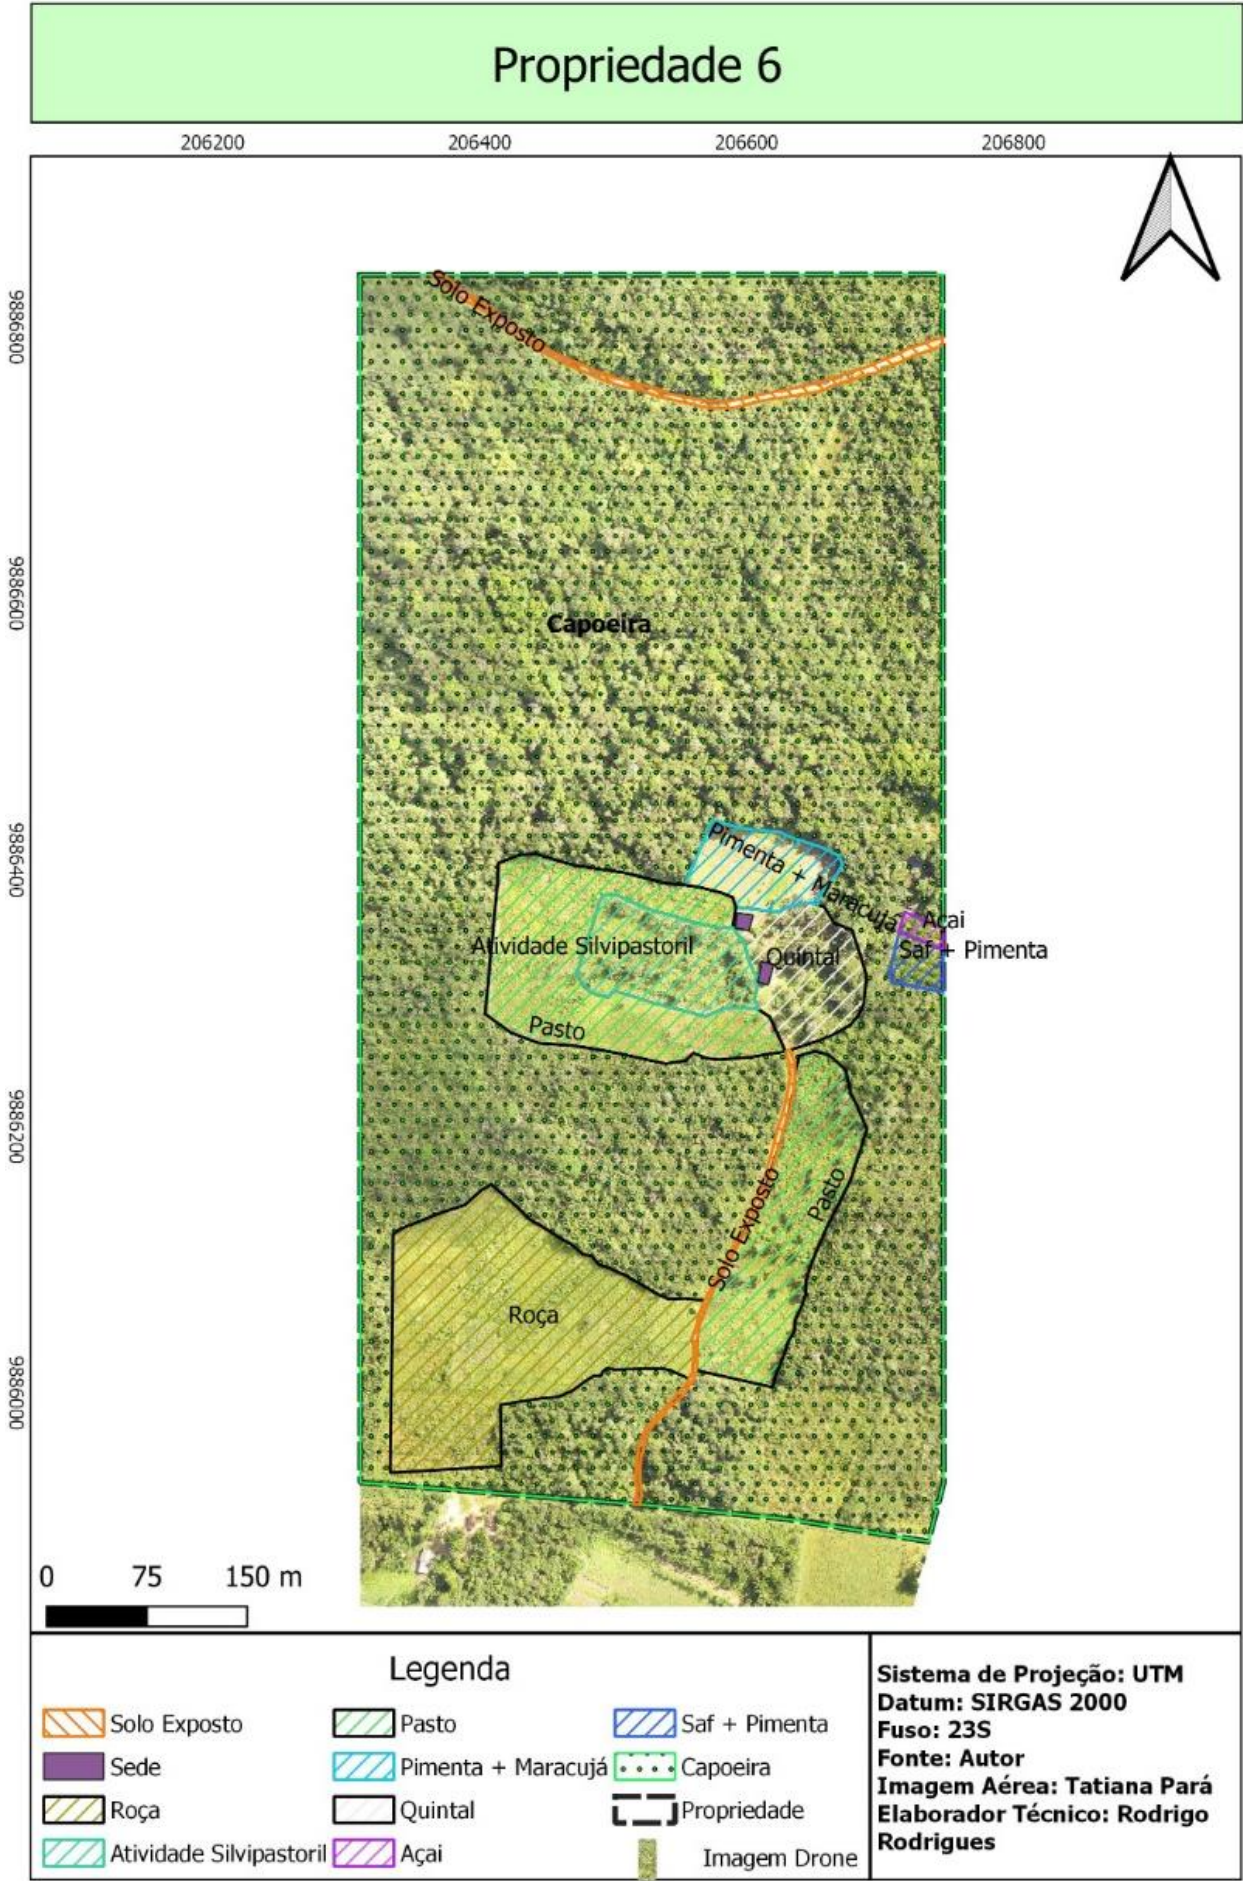 Propriedade 6
206200 206400 206600 206800
9886800
9886600
9886400
9886200
9886000
Solo Exposto
Capoeira
Pimenta + Maracujá
Açai
Saf + Pimenta
Atividade Silvipastoril
Quintal
Pasto
Solo Exposto
Pasto
Roça
0 75 150 m
Legenda
Solo Exposto
Sede
Roça
Atividade Silvipastoril
Pasto
Pimenta + Maracujá
Quintal
Açai
Saf + Pimenta
Capoeira
Propriedade
Imagem Drone
Sistema de Projeção: UTM
Datum: SIRGAS 2000
Fuso: 23S
Fonte: Autor
Imagem Aérea: Tatiana Pará
Elaborador Técnico: Rodrigo
Rodrigues